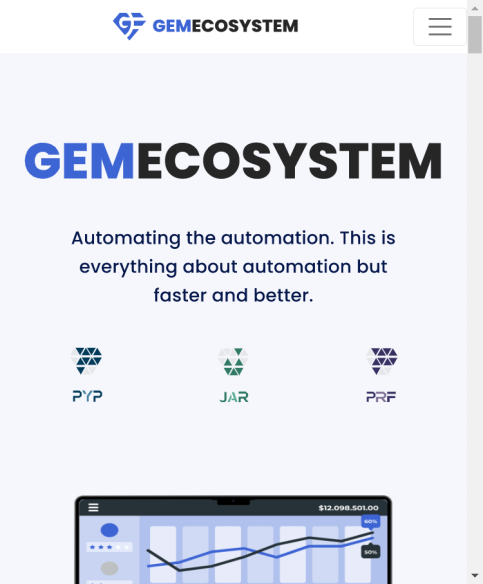 GEMECOSYSTEM
GEMECOSYSTEM
Automating the automation. This is
everything about automation but
faster and better.
PYP JAR PRF
$12.098.501.00
60%
50%